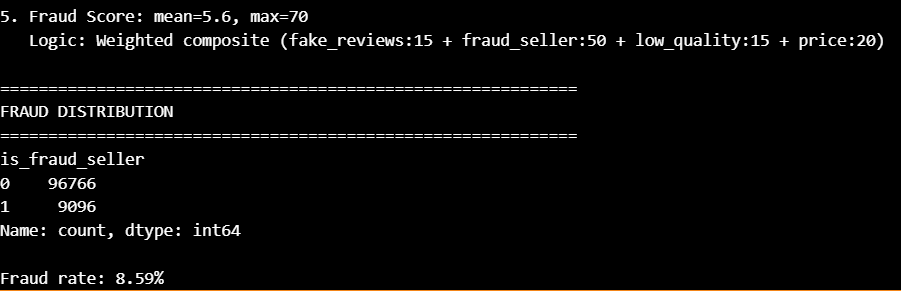 5. Fraud Score: mean=5.6, max=70
   Logic: Weighted composite (fake_reviews:15 + fraud_seller:50 + low_quality:15 + price:20)

============================================================
FRAUD DISTRIBUTION
============================================================
is_fraud_seller
0    96766
1     9096
Name: count, dtype: int64

Fraud rate: 8.59%